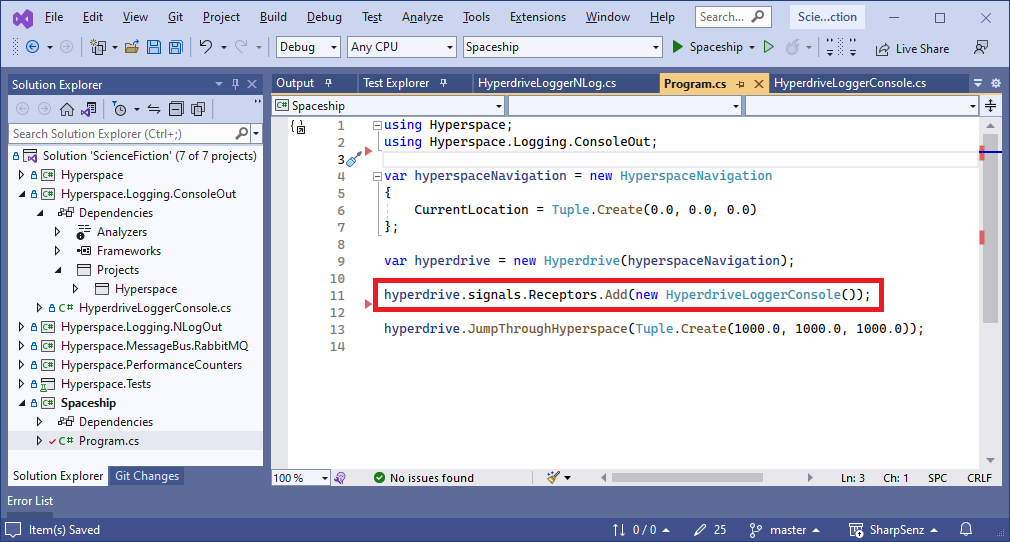 File Edit View Git Project Build Debug Test Analyze Tools Extensions Window Help Search... Scie...ction
Debug Any CPU Spaceship Spaceship Live Share
Solution Explorer
Search Solution Explorer (Ctrl+;)
Solution 'ScienceFiction' (7 of 7 projects)
C# Hyperspace
C# Hyperspace.Logging.ConsoleOut
Dependencies
Analyzers
Frameworks
Projects
Hyperspace
C# HyperdriveLoggerConsole.cs
C# Hyperspace.Logging.NLogOut
C# Hyperspace.MessageBus.RabbitMQ
C# Hyperspace.PerformanceCounters
Hyperspace.Tests
C# Spaceship
Dependencies
C# Program.cs
Solution Explorer Git Changes
Output Test Explorer HyperdriveLoggerNLog.cs Program.cs HyperdriveLoggerConsole.cs
C# Spaceship
1 using Hyperspace;
2 using Hyperspace.Logging.ConsoleOut;
3
4 var hyperspaceNavigation = new HyperspaceNavigation
5 {
6 CurrentLocation = Tuple.Create(0.0, 0.0, 0.0)
7 };
8
9 var hyperdrive = new Hyperdrive(hyperspaceNavigation);
10
11 hyperdrive.signals.Receptors.Add(new HyperdriveLoggerConsole());
12
13 hyperdrive.JumpThroughHyperspace(Tuple.Create(1000.0, 1000.0, 1000.0));
14
100 % No issues found Ln: 3 Ch: 1 SPC CRLF
Error List
Item(s) Saved 0 / 0 25 master SharpSenz